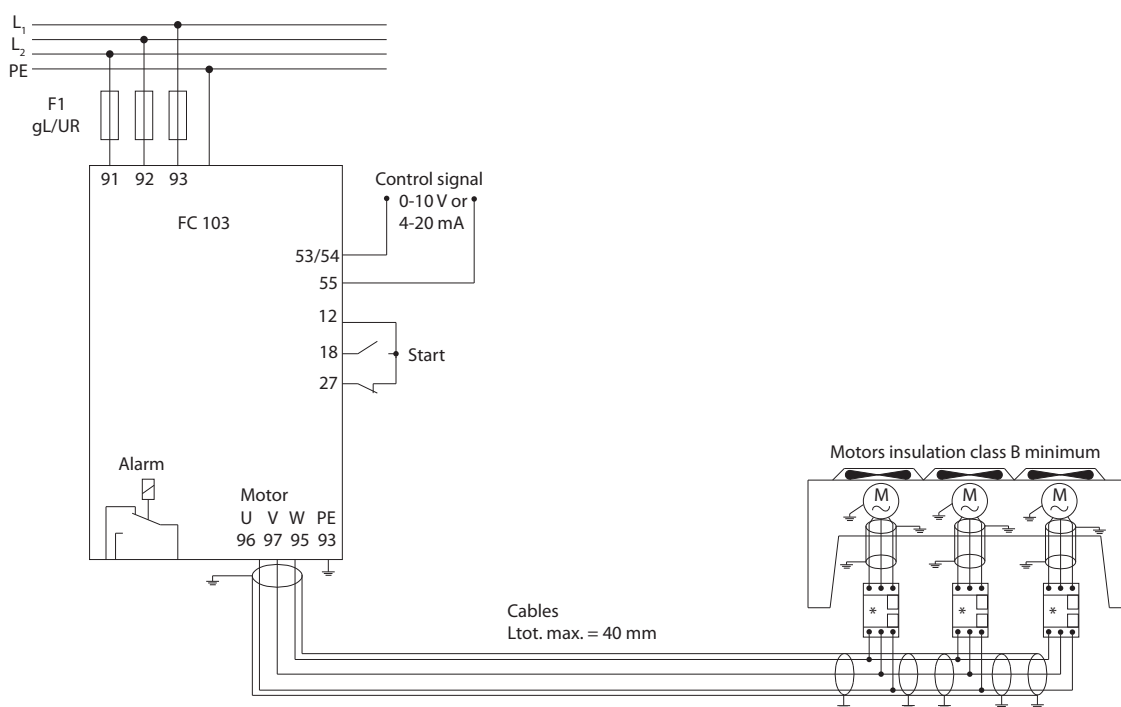 L1
L2
PE
F1
gL/UR
91 92 93
FC 103
Control signal
0-10 V or
4-20 mA
53/54
55
12
18
27
Start
Alarm
Motor
U V W PE
96 97 95 93
Motors insulation class B minimum
M M M
* * *
Cables
Ltot. max. = 40 mm